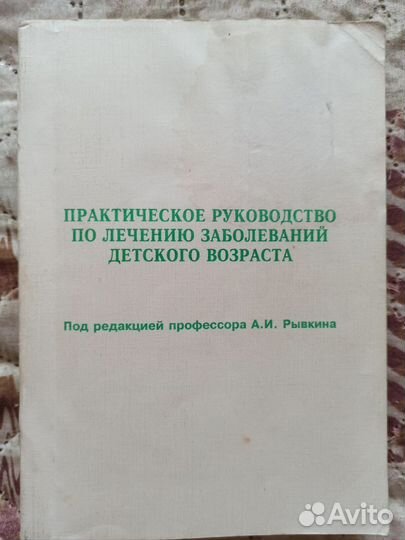 ПРАКТИЧЕСКОЕ РУКОВОДСТВО
ПО ЛЕЧЕНИЮ ЗАБОЛЕВАНИЙ
ДЕТСКОГО ВОЗРАСТА
Под редакцией профессора А.И. Рывкина
Avito